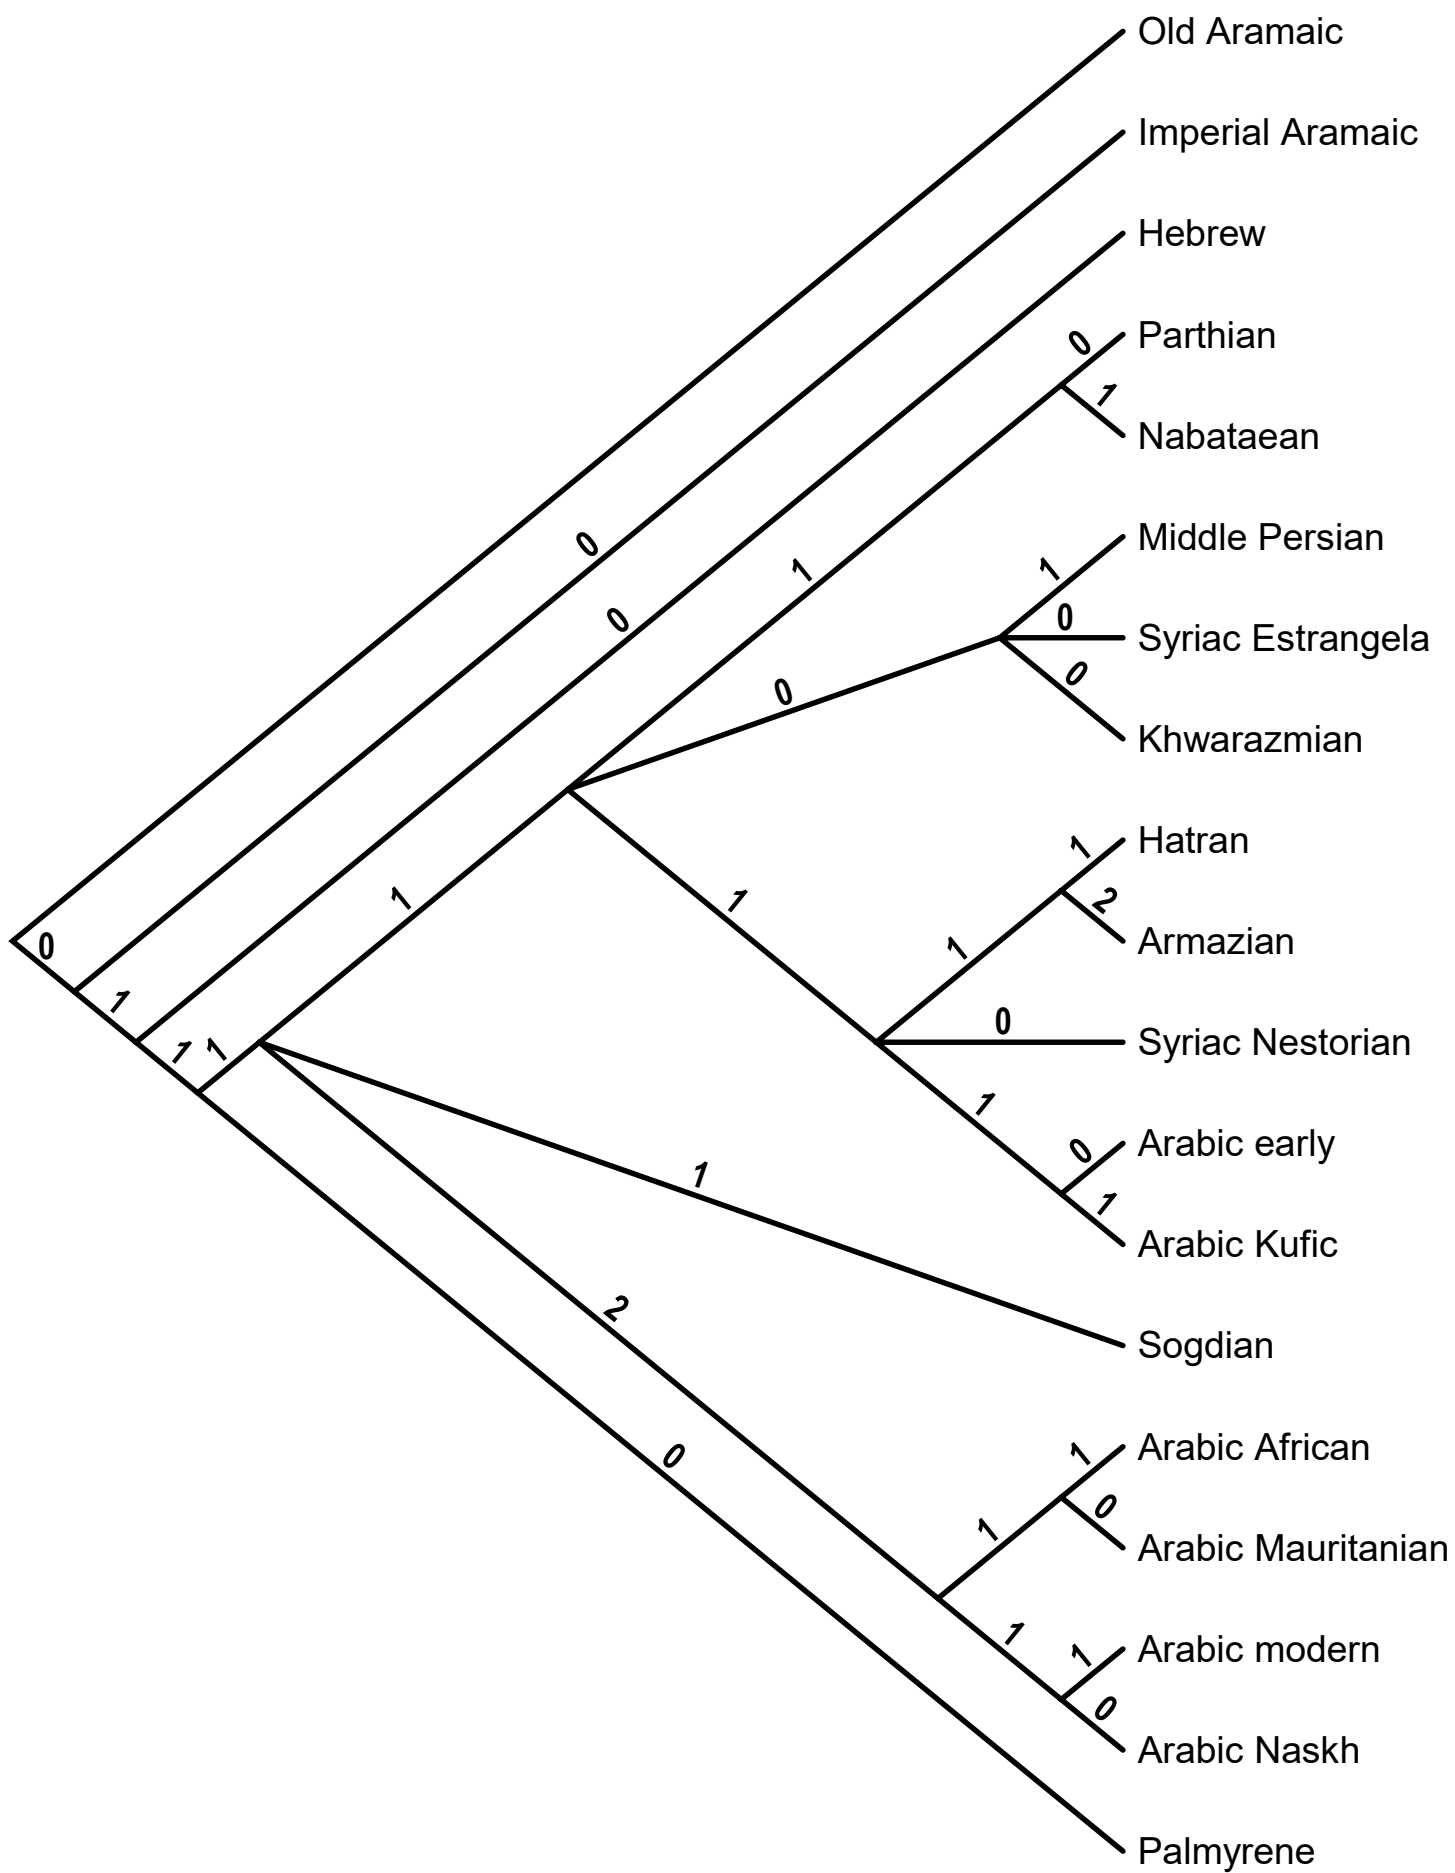 Old Aramaic
Imperial Aramaic
Hebrew
0
Parthian
1
Nabataean
0
1
1
Middle Persian
0
0
Syriac Estrangela
0
0
Khwarazmian
1
Hatran
1
1
2
1
Armazian
0
1
0
Syriac Nestorian
1 1
1
0
Arabic early
1
1
Arabic Kufic
2
Sogdian
0
1
Arabic African
1
0
Arabic Mauritanian
1
1
Arabic modern
0
Arabic Naskh
Palmyrene